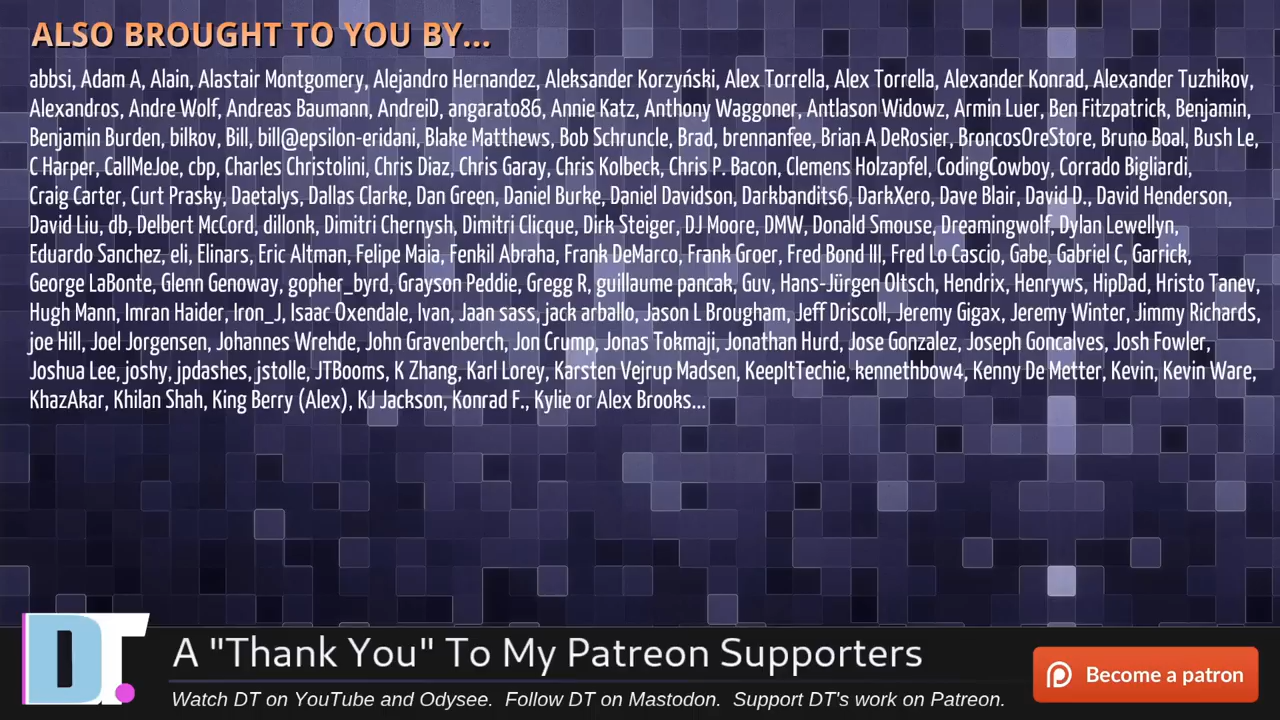 ALSO BROUGHT TO YOU BY...
abbsi, Adam A, Alain, Alastair Montgomery, Alejandro Hernandez, Aleksander Korzyński, Alex Torrella, Alex Torrella, Alexander Konrad, Alexander Tuzhikov,
Alexandros, Andre Wolf, Andreas Baumann, AndreiD, angarato86, Annie Katz, Anthony Waggoner, Antlason Widowz, Armin Luer, Ben Fitzpatrick, Benjamin,
Benjamin Burden, bilkov, Bill, bill@epsilon-eridani, Blake Matthews, Bob Schruncle, Brad, brennanfee, Brian A DeRosier, BroncosOreStore, Bruno Boal, Bush Le,
C Harper, CallMeJoe, cbp, Charles Christolini, Chris Diaz, Chris Garay, Chris Kolbeck, Chris P. Bacon, Clemens Holzapfel, CodingCowboy, Corrado Bigliardi,
Craig Carter, Curt Prasky, Daetalys, Dallas Clarke, Dan Green, Daniel Burke, Daniel Davidson, Darkbandits6, DarkXero, Dave Blair, David D., David Henderson,
David Liu, db, Delbert McCord, dillonk, Dimitri Chernysh, Dimitri Clicque, Dirk Steiger, DJ Moore, DMW, Donald Smouse, Dreamingwolf, Dylan Lewellyn,
Eduardo Sanchez, eli, Elinars, Eric Altman, Felipe Maia, Fenkil Abraha, Frank DeMarco, Frank Groer, Fred Bond III, Fred Lo Cascio, Gabe, Gabriel C, Garrick,
George LaBonte, Glenn Genoway, gopher_byrd, Grayson Peddie, Gregg R, guillaume pancak, Guv, Hans-Jürgen Oltsch, Hendrix, Henryws, HipDad, Hristo Tanev,
Hugh Mann, Imran Haider, Iron_J, Isaac Oxendale, Ivan, Jaan sass, jack arballo, Jason L Brougham, Jeff Driscoll, Jeremy Gigax, Jeremy Winter, Jimmy Richards,
joe Hill, Joel Jorgensen, Johannes Wrehde, John Gravenberch, Jon Crump, Jonas Tokmaji, Jonathan Hurd, Jose Gonzalez, Joseph Goncalves, Josh Fowler,
Joshua Lee, joshy, jpdashes, jstolle, JTBooms, K Zhang, Karl Lorey, Karsten Vejrup Madsen, KeepItTechie, kennethbow4, Kenny De Metter, Kevin, Kevin Ware,
KhazAkar, Khilan Shah, King Berry (Alex), KJ Jackson, Konrad F., Kylie or Alex Brooks...
DT.
A "Thank You" To My Patreon Supporters
Become a patron
Watch DT on YouTube and Odysee. Follow DT on Mastodon. Support DT's work on Patreon.